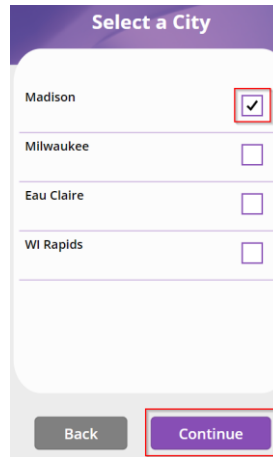 Select a City
Madison
Milwaukee
Eau Claire
WI Rapids
Back Continue